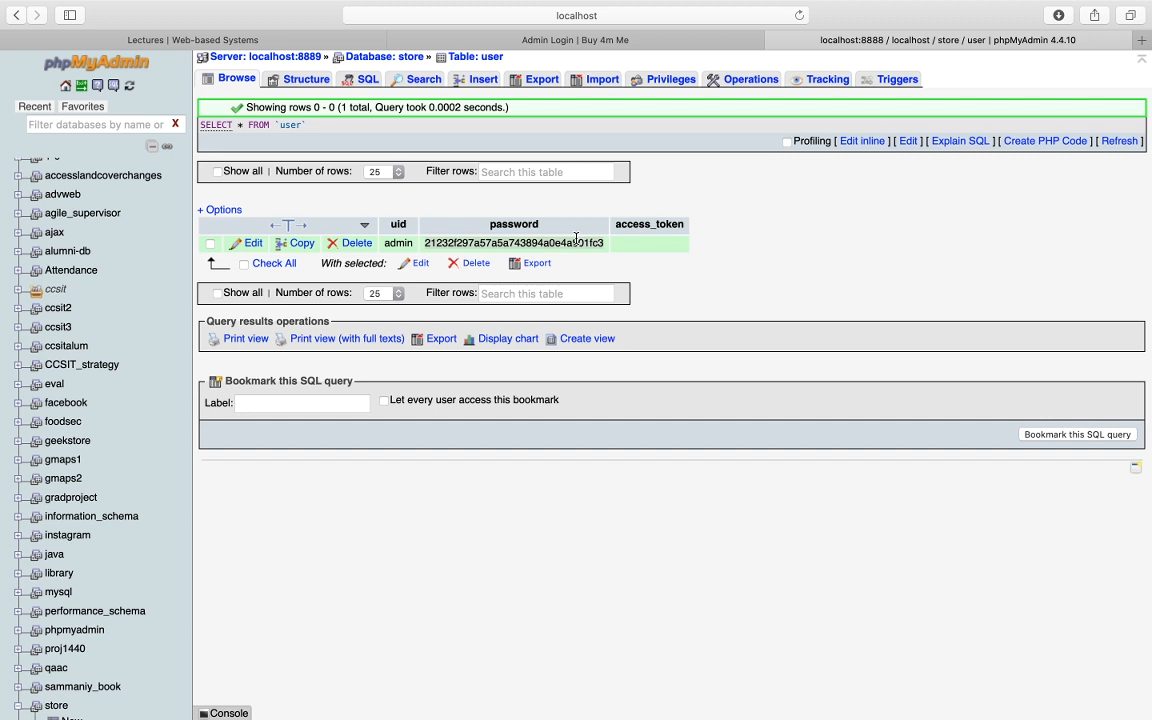 localhost
Lectures | Web-based Systems
Admin Login | Buy 4m Me
localhost:8888 / localhost / store / user | phpMyAdmin 4.4.10
phpMyAdmin
Recent Favorites
Filter databases by name or X
accesslandcoverchanges
advweb
agile_supervisor
ajax
alumni-db
Attendance
ccsit
ccsit2
ccsit3
ccsitalum
CCSIT_strategy
eval
facebook
foodsec
geekstore
gmaps1
gmaps2
gradproject
information_schema
instagram
java
library
mysql
performance_schema
phpmyadmin
proj1440
qaac
sammaniy_book
store
Server: localhost:8889 » Database: store » Table: user
Browse Structure SQL Search Insert Export Import Privileges Operations Tracking Triggers
Showing rows 0 - 0 (1 total, Query took 0.0002 seconds.)
SELECT * FROM `user`
Profiling [ Edit inline ] [ Edit ] [ Explain SQL ] [ Create PHP Code ] [ Refresh ]
Show all | Number of rows: 25 Filter rows: Search this table
+ Options
uid password access_token
Edit Copy Delete admin
Check All With selected: Edit Delete Export
Show all | Number of rows: 25 Filter rows: Search this table
Query results operations
Print view Print view (with full texts) Export Display chart Create view
Bookmark this SQL query
Label: Let every user access this bookmark
Bookmark this SQL query
Console